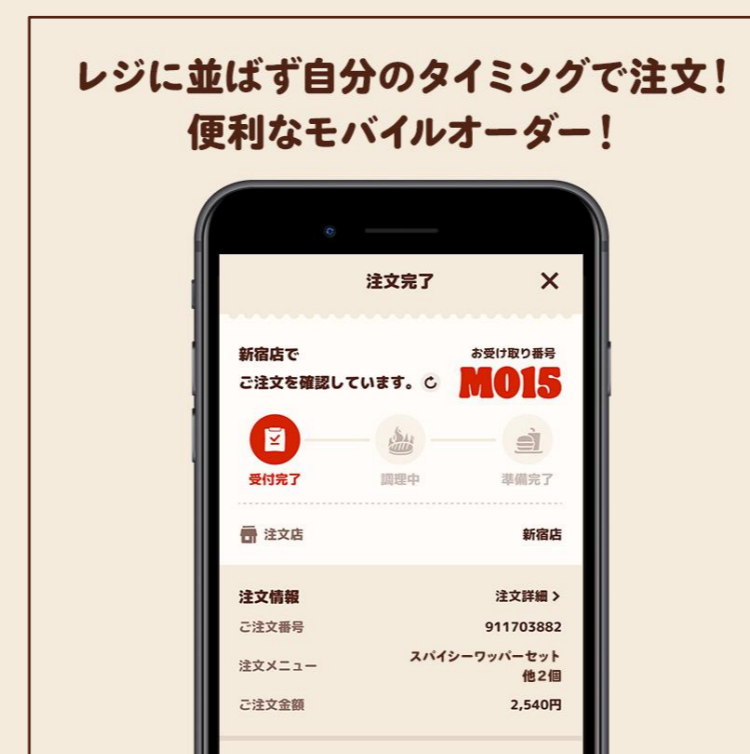 レジに並ばず自分のタイミングで注文！
便利なモバイルオーダー！
注文完了
新宿店で
ご注文を確認しています。
お受け取り番号
MO15
受付完了
調理中
準備完了
注文店
新宿店
注文情報
注文詳細 >
ご注文番号
911703882
注文メニュー
スパイシーワッパーセット
他2個
ご注文金額
2,540円